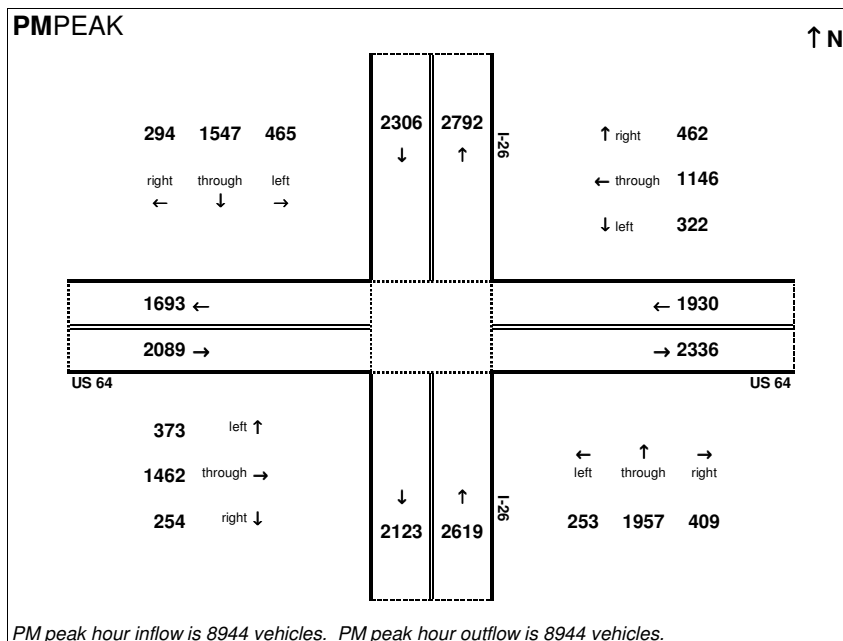 PMPEAK
↑ N
294 1547 465
right through left
← ↓ →
2306 2792
↓ ↑
I-26
↑ right 462
← through 1146
↓ left 322
1693 ←
← 1930
2089 →
→ 2336
US 64
US 64
373 left ↑
1462 through →
254 right ↓
↓ ↑
2123 2619
I-26
← ↑ →
left through right
253 1957 409
PM peak hour inflow is 8944 vehicles. PM peak hour outflow is 8944 vehicles.